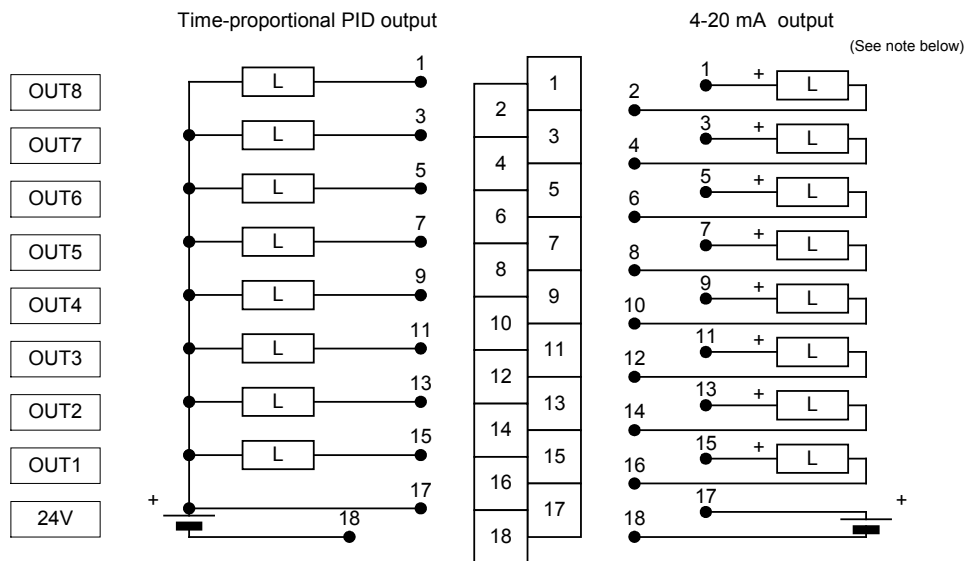 Time-proportional PID output
4-20 mA output
(See note below)
OUT8
L
1
1
2
1
+
L
2
OUT7
L
3
3
4
3
+
L
4
OUT6
L
5
5
6
5
+
L
6
OUT5
L
7
7
8
7
+
L
8
OUT4
L
9
9
10
9
+
L
10
OUT3
L
11
11
12
11
+
L
12
OUT2
L
13
13
14
13
+
L
14
OUT1
L
15
15
16
15
+
L
16
24V
+
17
18
17
18
17
+
18